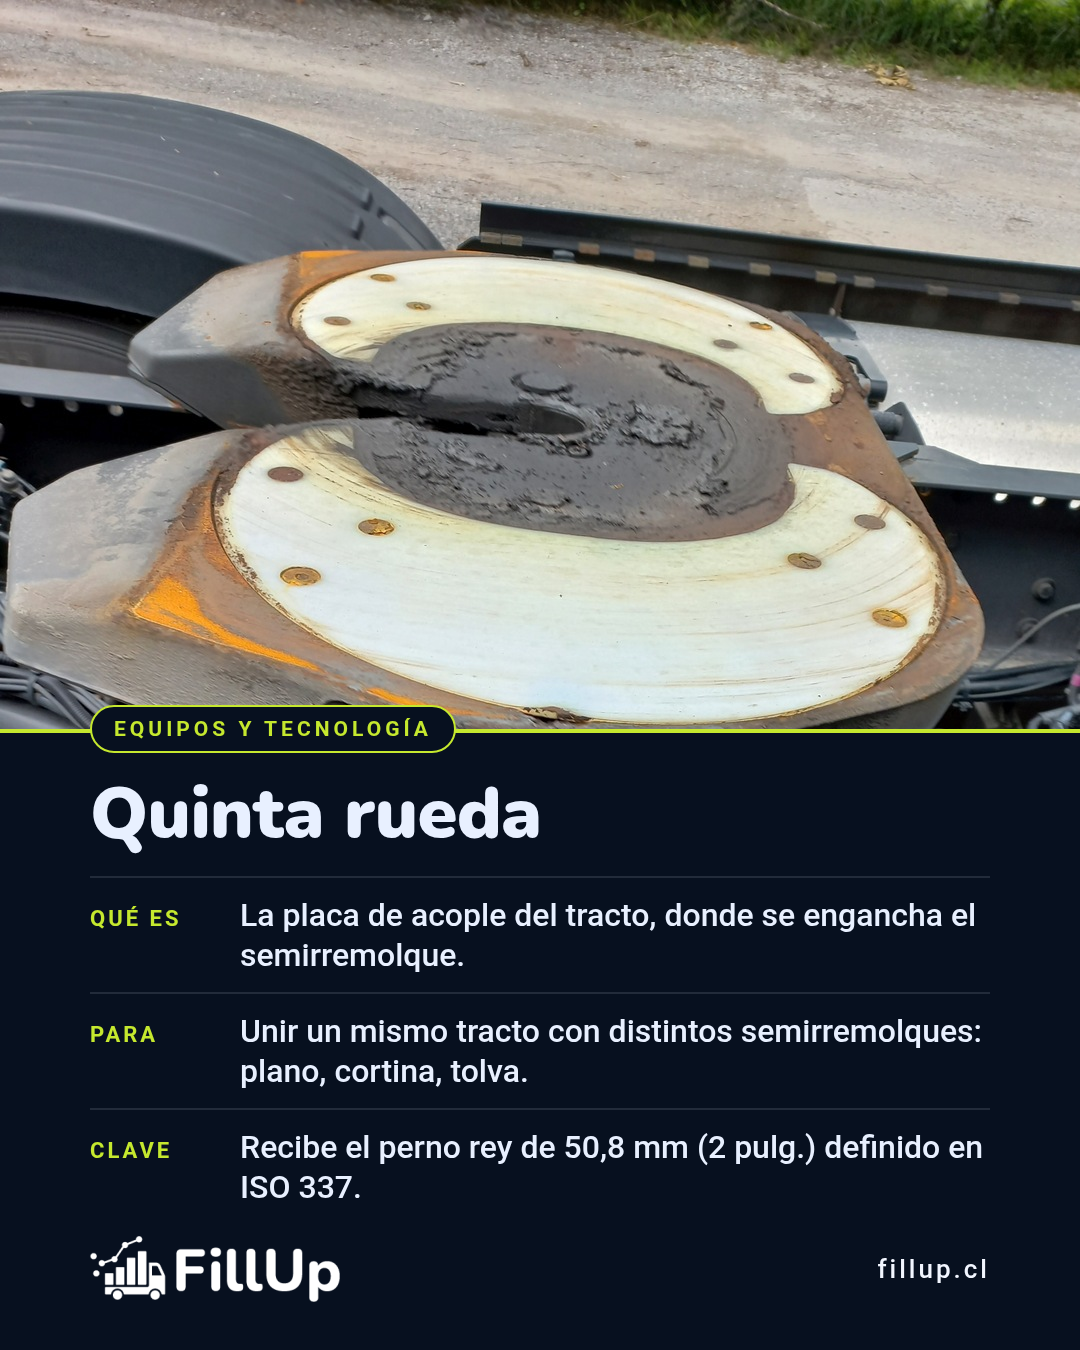 EQUIPOS Y TECNOLOGÍA
Quinta rueda
QUÉ ES
La placa de acople del tracto, donde se engancha el
semirremolque.
PARA
Unir un mismo tracto con distintos semirremolques:
plano, cortina, tolva.
CLAVE
Recibe el perno rey de 50,8 mm (2 pulg.) definido en
ISO 337.
FillUp
fillup.cl